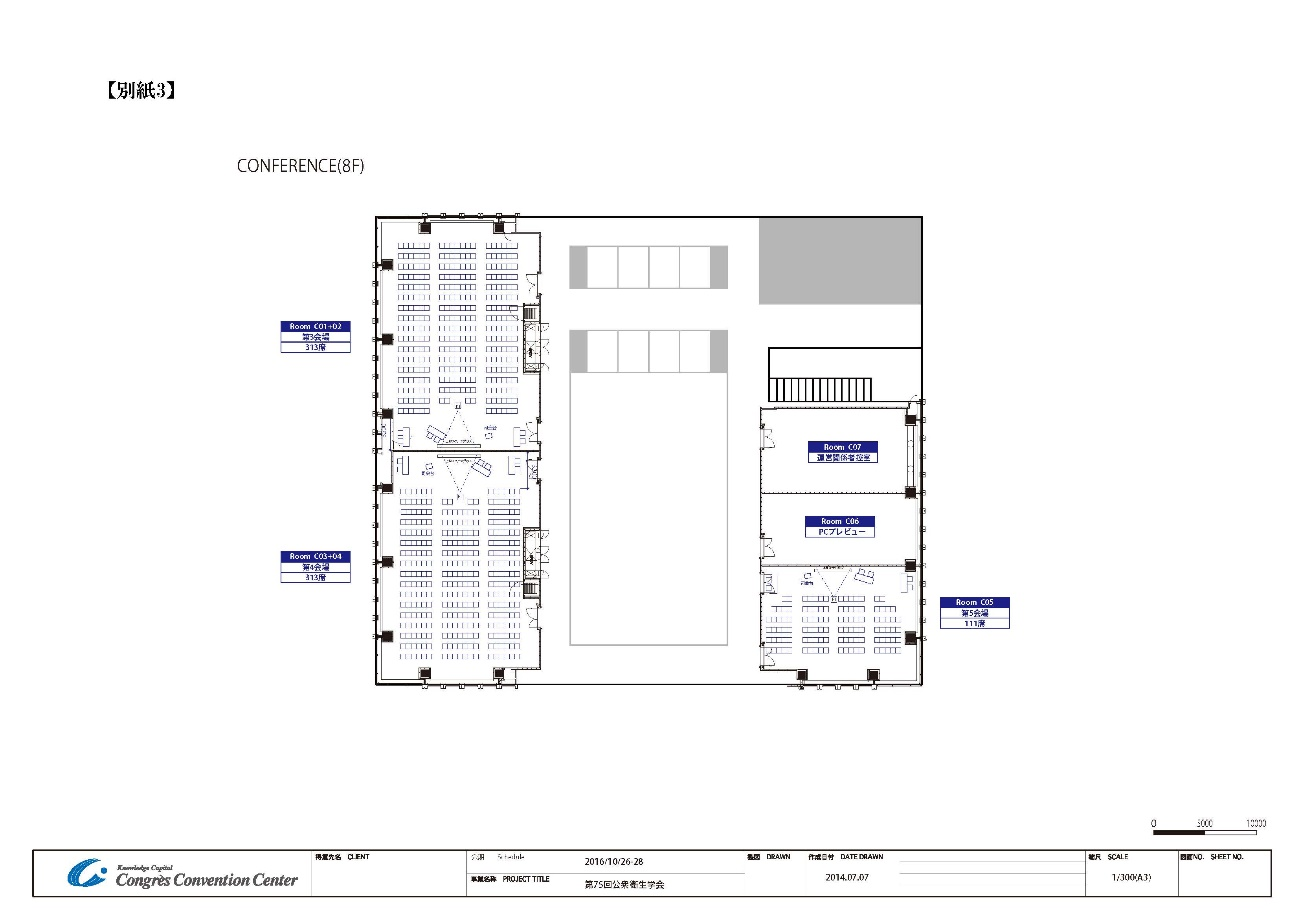 【別紙3】
CONFERENCE(8F)
Room C01+02
第3会場
313席
Room C07
運営関係者控室
Room C06
PCプレビュー
Room C03+04
第4会場
313席
Room C05
第5会場
111席
0 5000 10000
Knowledge Capital
Congrès Convention Center
得意先名 CLIENT
会期 Schedule
2016/10/26-28
事業名称 PROJECT TITLE
第75回公衆衛生学会
製図 DRAWN
作成日付 DATE DRAWN
2014.07.07
縮尺 SCALE
1/300(A3)
図面NO. SHEET NO.